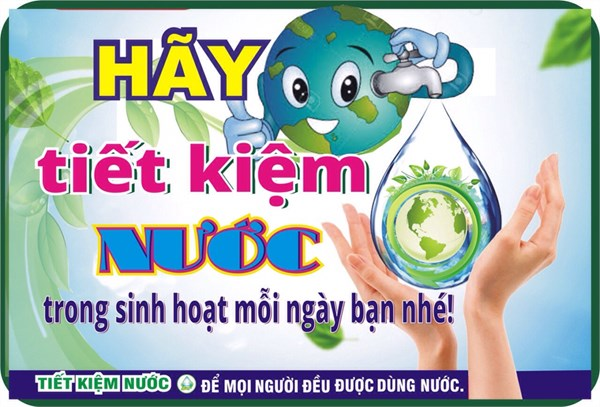 HÃY
tiết kiệm
NƯỚC
trong sinh hoạt mỗi ngày bạn nhé!
TIẾT KIỆM NƯỚC ĐỂ MỌI NGƯỜI ĐỀU ĐƯỢC DÙNG NƯỚC.